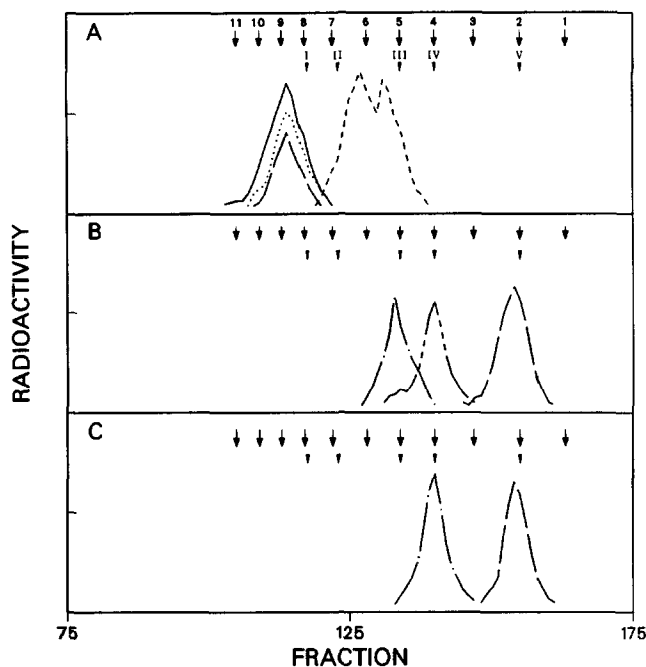 A
11 10 9 8 7 6 5 4 3 2 1
I II III IV V
B
C
RADIOACTIVITY
75 125 175
FRACTION